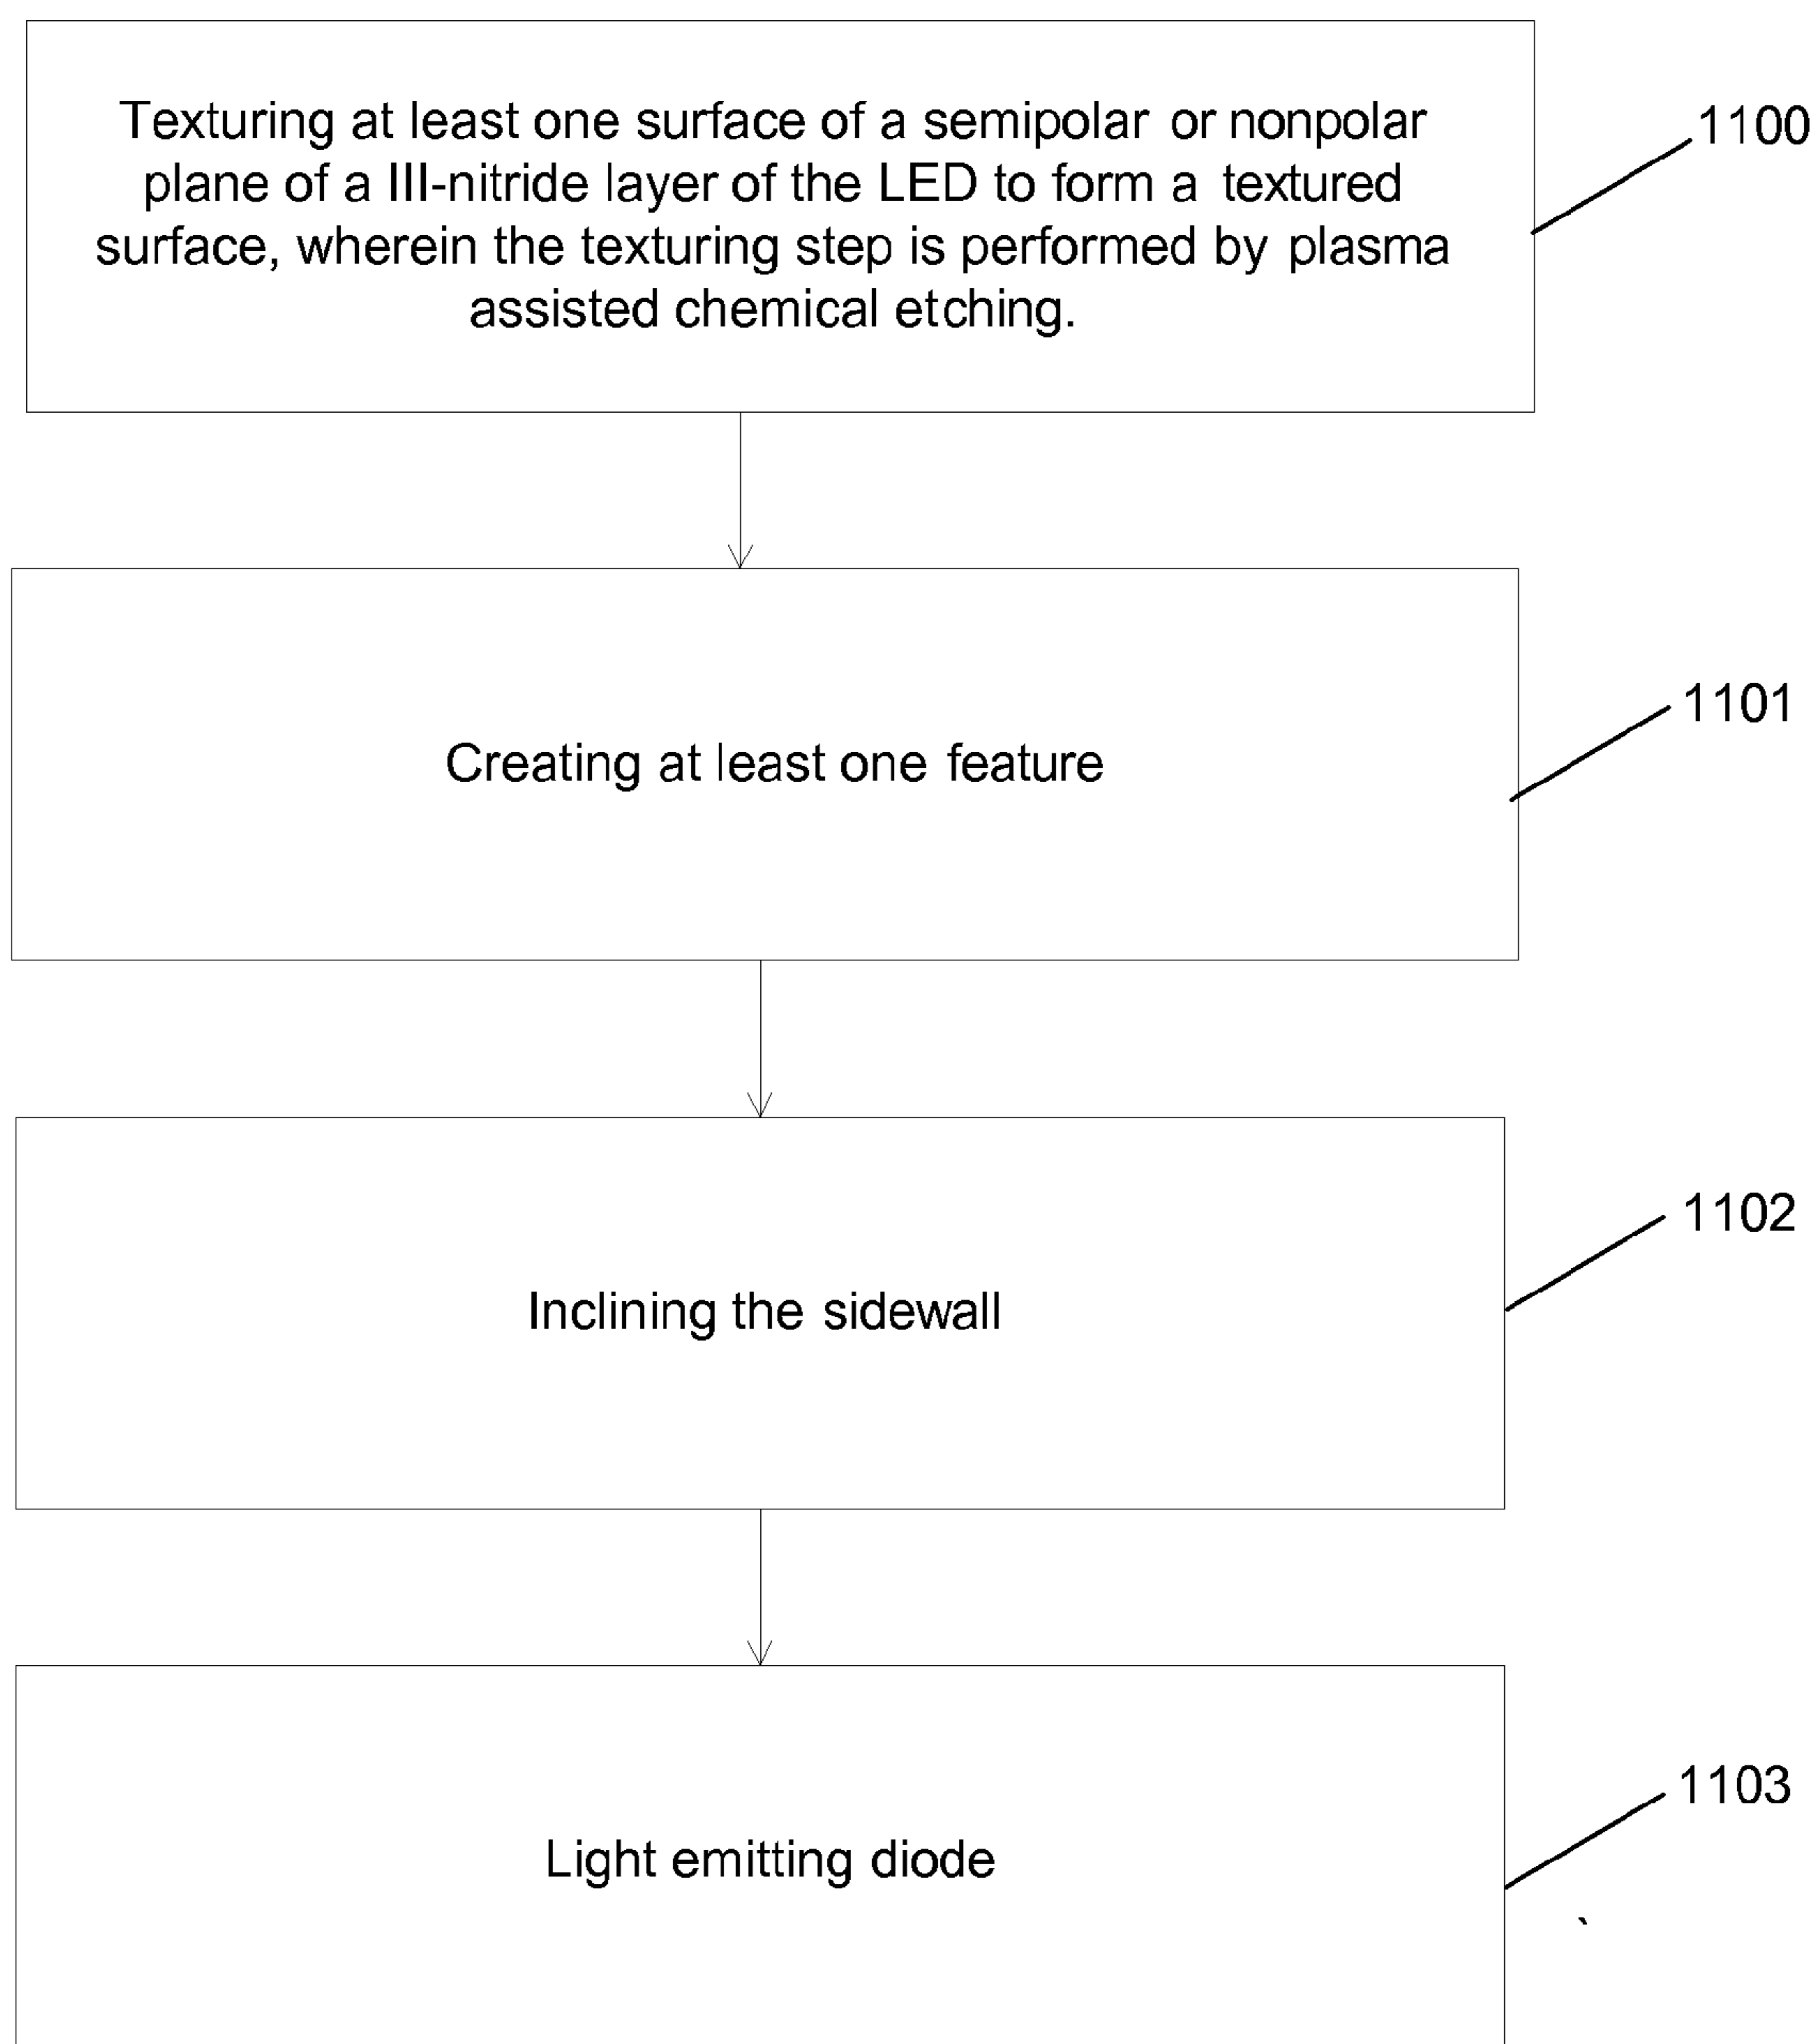 Texturing at least one surface of a semipolar or nonpolar
plane of a III-nitride layer of the LED to form a textured
surface, wherein the texturing step is performed by plasma
assisted chemical etching.
1100
Creating at least one feature
1101
Inclining the sidewall
1102
Light emitting diode
1103